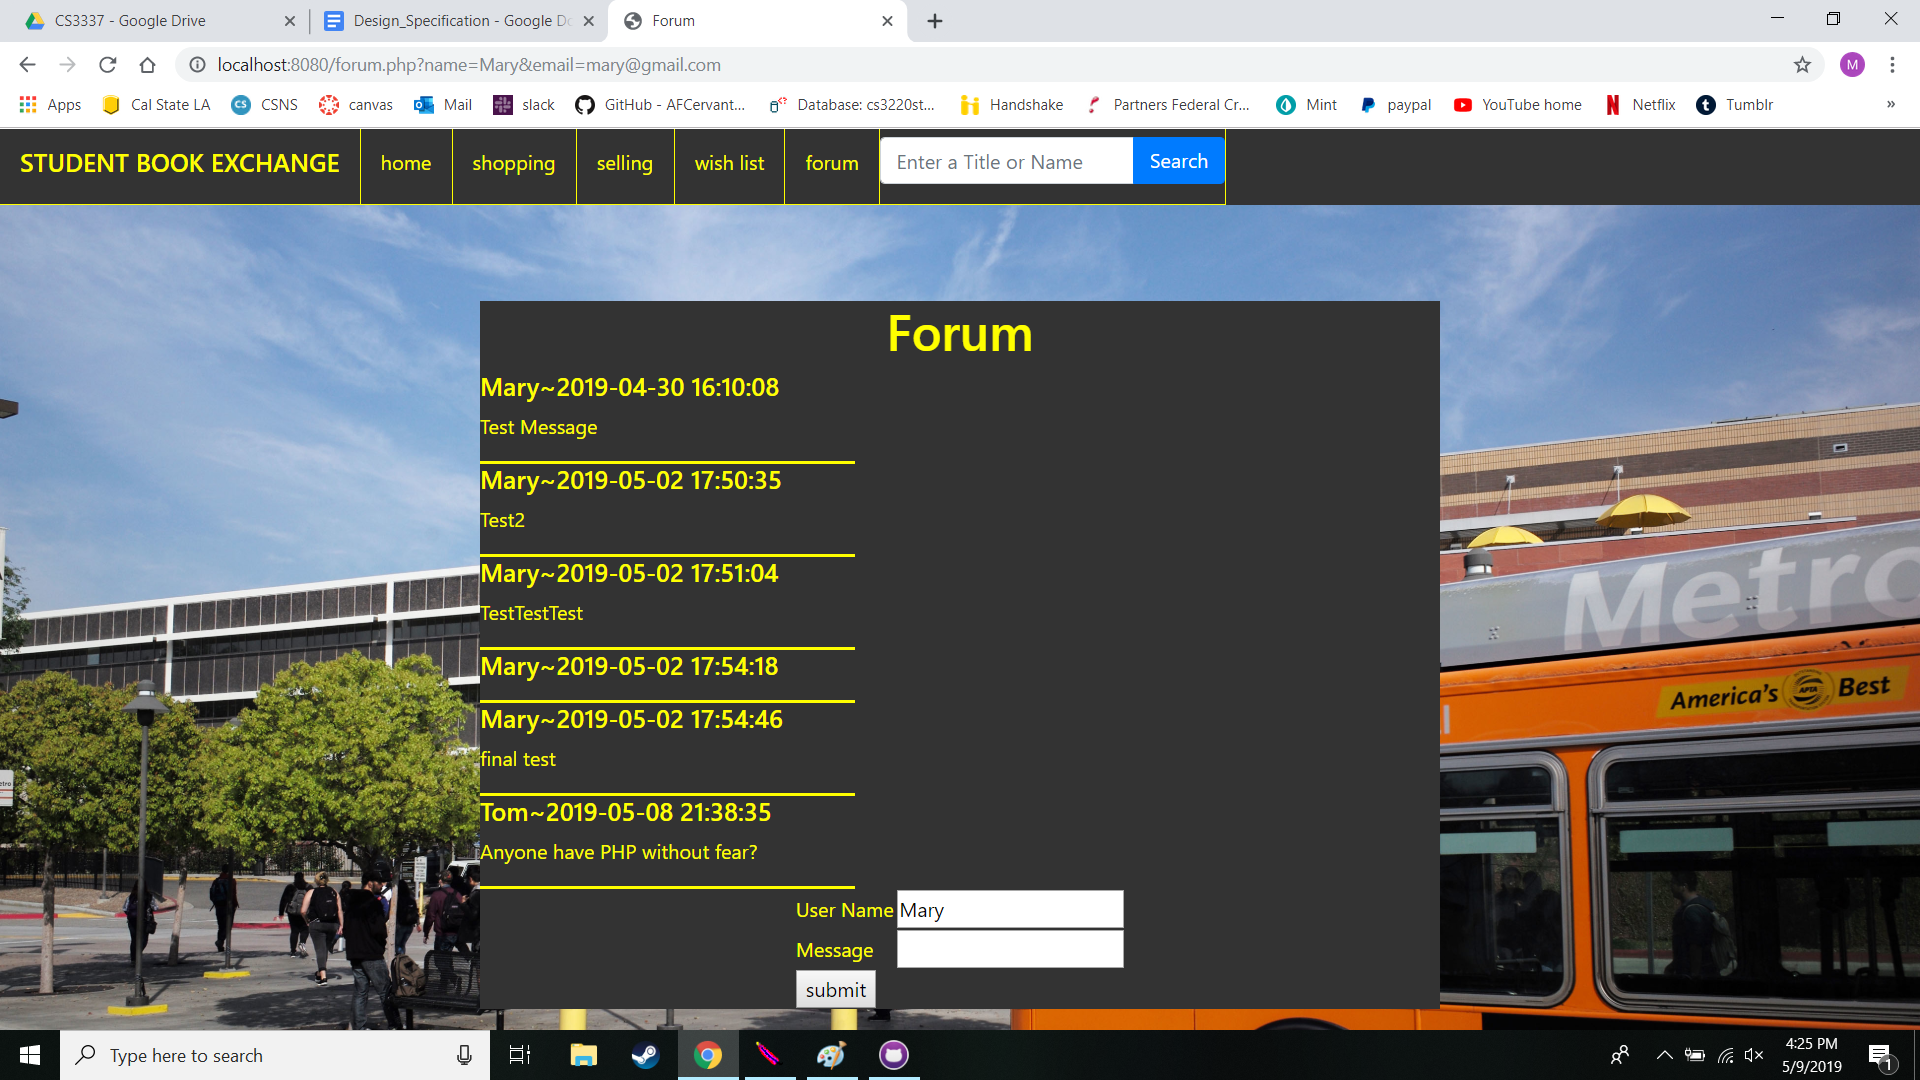 CS3337 - Google Drive
Design_Specification - Google Do
Forum
localhost:8080/forum.php?name=Mary&email=mary@gmail.com
M
Apps
Cal State LA
CS CSNS
canvas
Mail
slack
GitHub - AFCervant...
Database: cs3220st...
Handshake
Partners Federal Cr...
Mint
paypal
YouTube home
Netflix
Tumblr
»
STUDENT BOOK EXCHANGE
home
shopping
selling
wish list
forum
Enter a Title or Name
Search
Forum
Mary~2019-04-30 16:10:08
Test Message
Mary~2019-05-02 17:50:35
Test2
Mary~2019-05-02 17:51:04
TestTestTest
Mary~2019-05-02 17:54:18
Mary~2019-05-02 17:54:46
final test
Tom~2019-05-08 21:38:35
Anyone have PHP without fear?
User Name Mary
Message
submit
Metro
America's APTA Best
Type here to search
4:25 PM
5/9/2019
1